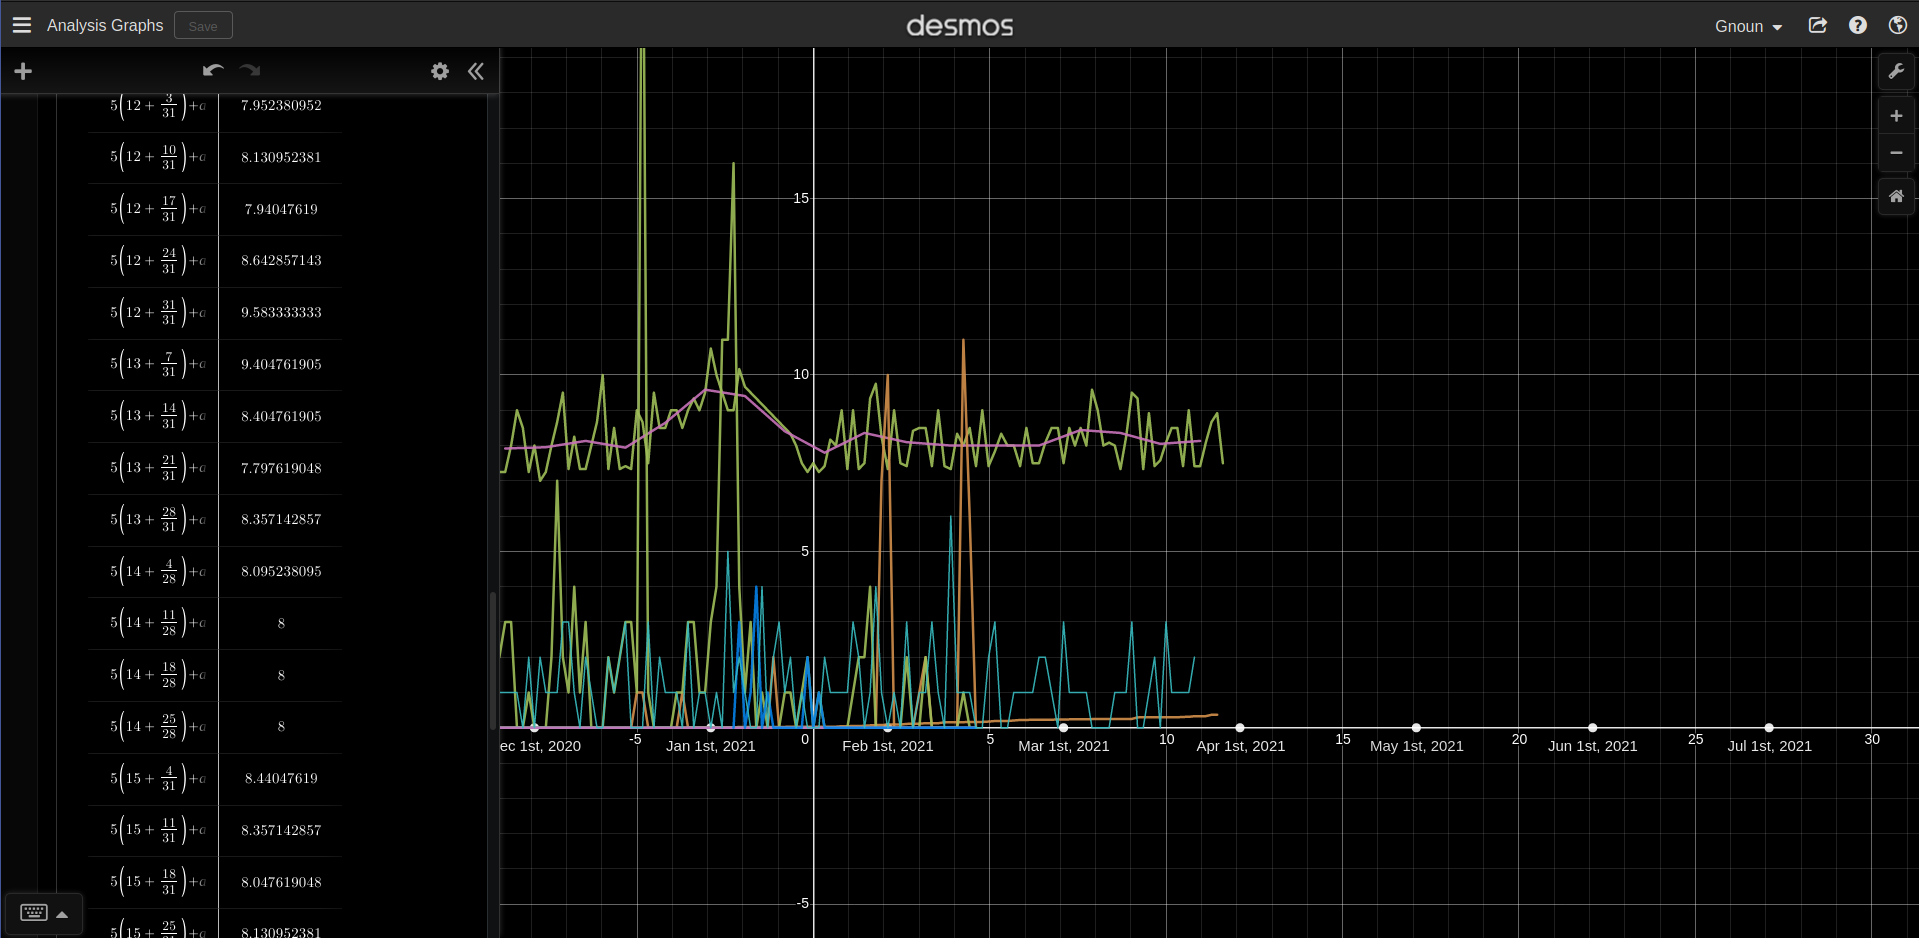 Analysis Graphs
Save
desmos
Gnoun
5(12 + 3/31)+a 7.952380952
5(12 + 10/31)+a 8.130952381
5(12 + 17/31)+a 7.94047619
5(12 + 24/31)+a 8.642857143
5(12 + 31/31)+a 9.583333333
5(13 + 7/31)+a 9.404761905
5(13 + 14/31)+a 8.404761905
5(13 + 21/31)+a 7.797619048
5(13 + 28/31)+a 8.357142857
5(14 + 4/28)+a 8.095238095
5(14 + 11/28)+a 8
5(14 + 18/28)+a 8
5(14 + 25/28)+a 8
5(15 + 4/31)+a 8.44047619
5(15 + 11/31)+a 8.357142857
5(15 + 18/31)+a 8.047619048
5(15 + 25/31)+a 8.130952381
15
10
5
-5 0 5 10 15 20 25 30
ec 1st, 2020 Jan 1st, 2021 Feb 1st, 2021 Mar 1st, 2021 Apr 1st, 2021 May 1st, 2021 Jun 1st, 2021 Jul 1st, 2021
-5